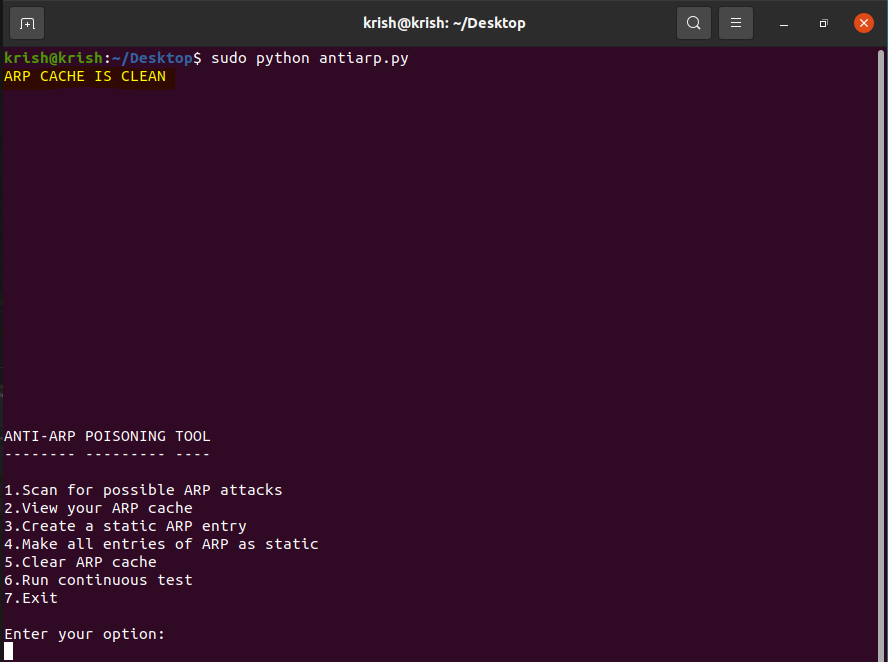 krish@krish: ~/Desktop
krish@krish:~/Desktop$ sudo python antiarp.py
ARP CACHE IS CLEAN
ANTI-ARP POISONING TOOL
-------- --------- ----
1.Scan for possible ARP attacks
2.View your ARP cache
3.Create a static ARP entry
4.Make all entries of ARP as static
5.Clear ARP cache
6.Run continuous test
7.Exit
Enter your option: